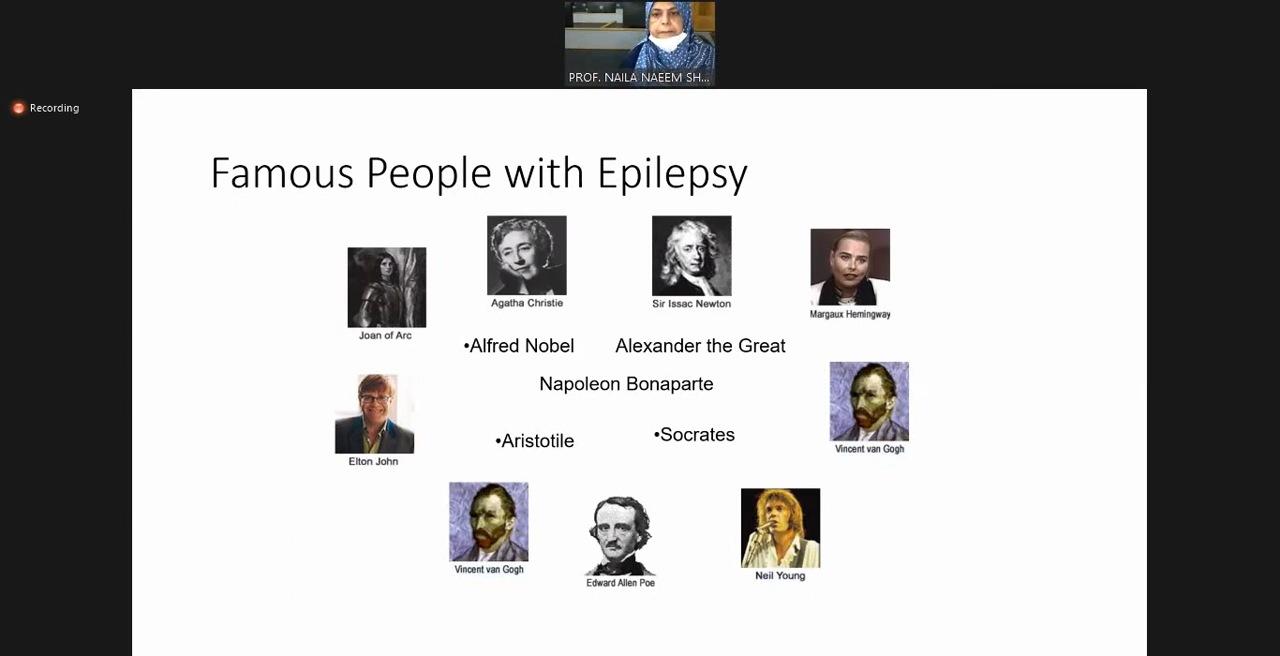 PROF. NAILA NAEEM SH...
Recording
Famous People with Epilepsy
Agatha Christie
Sir Issac Newton
Margaux Hemingway
Joan of Arc
•Alfred Nobel
Alexander the Great
Napoleon Bonaparte
Elton John
•Aristotile
•Socrates
Vincent van Gogh
Vincent van Gogh
Edward Allen Poe
Neil Young